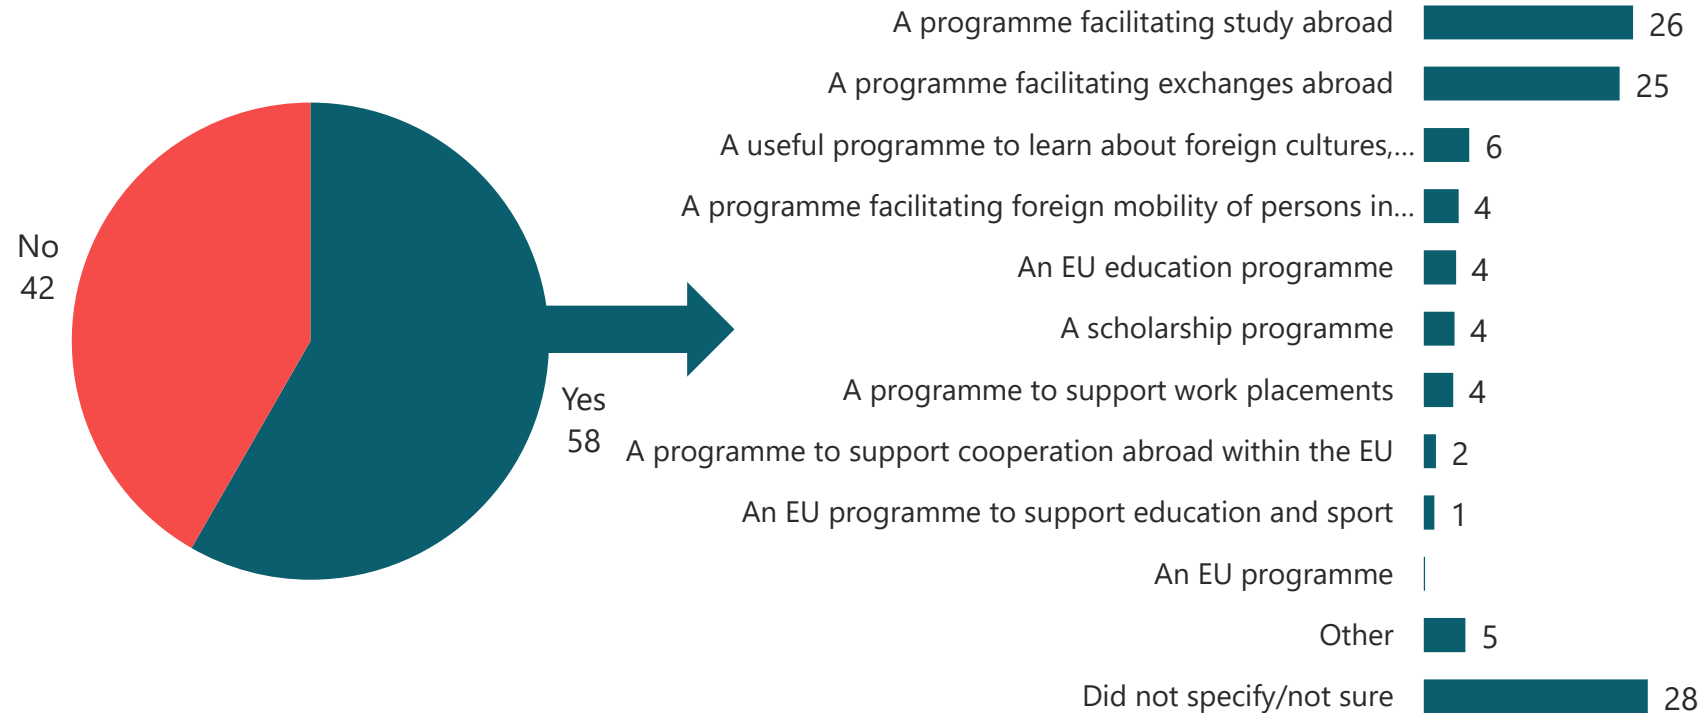 No
42
Yes
58
A programme facilitating study abroad 26
A programme facilitating exchanges abroad 25
A useful programme to learn about foreign cultures,... 6
A programme facilitating foreign mobility of persons in... 4
An EU education programme 4
A scholarship programme 4
A programme to support work placements 4
A programme to support cooperation abroad within the EU 2
An EU programme to support education and sport 1
An EU programme
Other 5
Did not specify/not sure 28